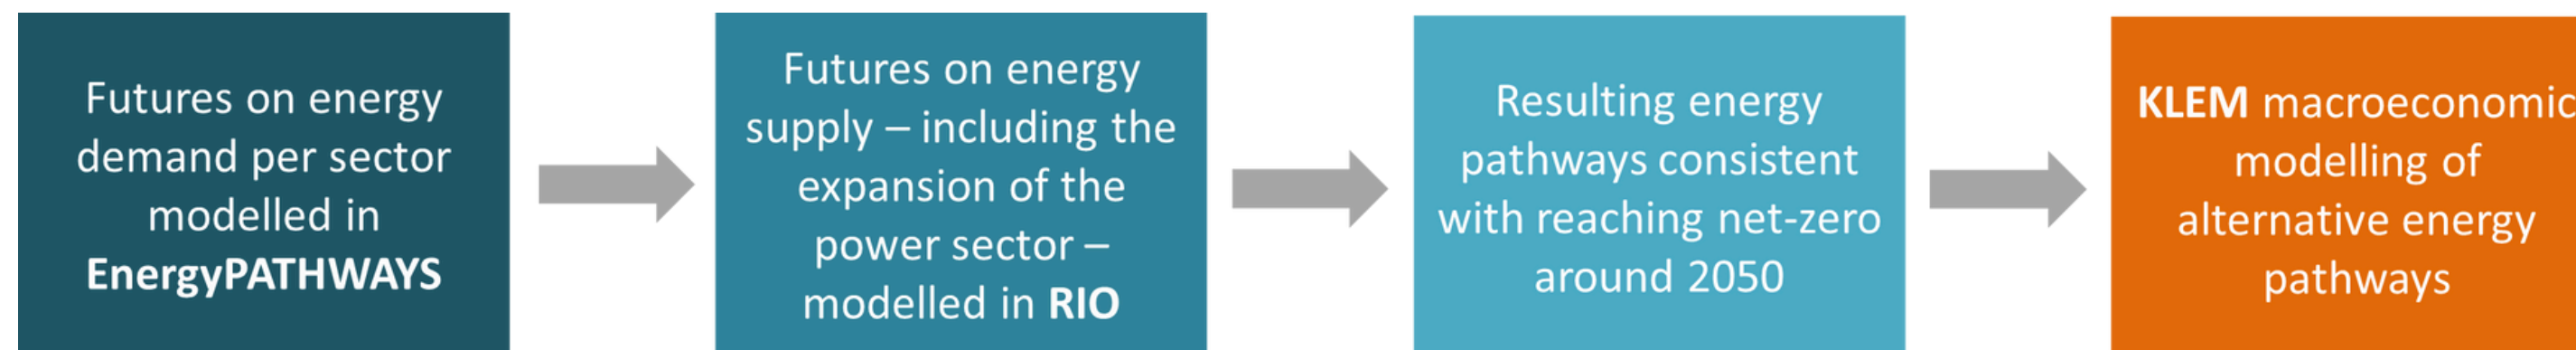 Futures on energy
demand per sector
modelled in
EnergyPATHWAYS
Futures on energy
supply – including the
expansion of the
power sector –
modelled in RIO
Resulting energy
pathways consistent
with reaching net-zero
around 2050
KLEM macroeconomic
modelling of
alternative energy
pathways